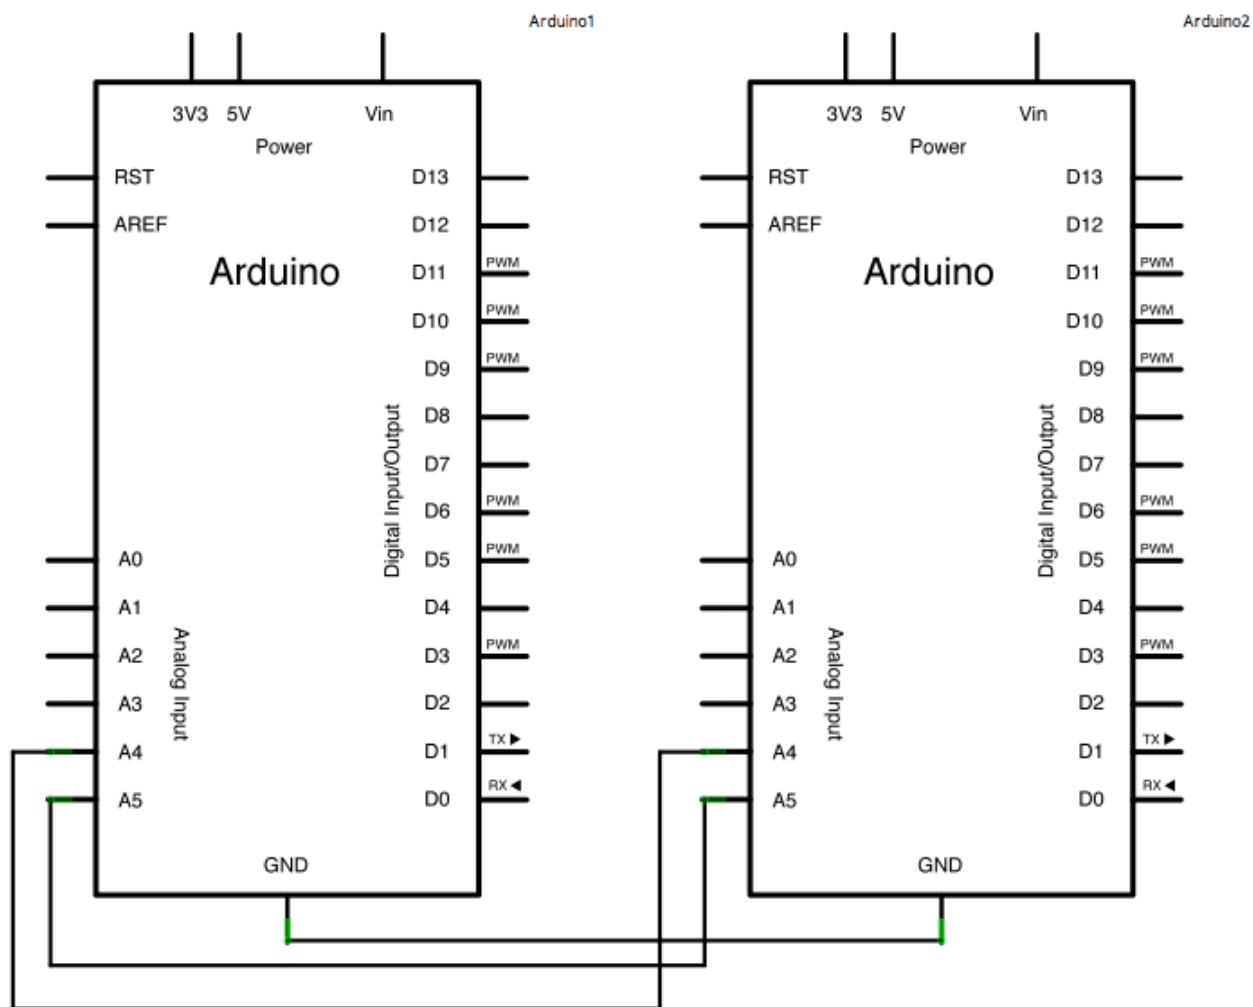 Arduino1
3V3 5V Vin
Power
RST D13
AREF D12
Arduino D11 PWM
D10 PWM
D9 PWM
D8
D7
D6 PWM
Digital Input/Output
A0 D5 PWM
A1 D4
A2 D3 PWM
Analog Input
A3 D2
A4 D1 TX ▶
A5 D0 RX ◀
GND
Arduino2
3V3 5V Vin
Power
RST D13
AREF D12
Arduino D11 PWM
D10 PWM
D9 PWM
D8
D7
D6 PWM
Digital Input/Output
A0 D5 PWM
A1 D4
A2 D3 PWM
Analog Input
A3 D2
A4 D1 TX ▶
A5 D0 RX ◀
GND